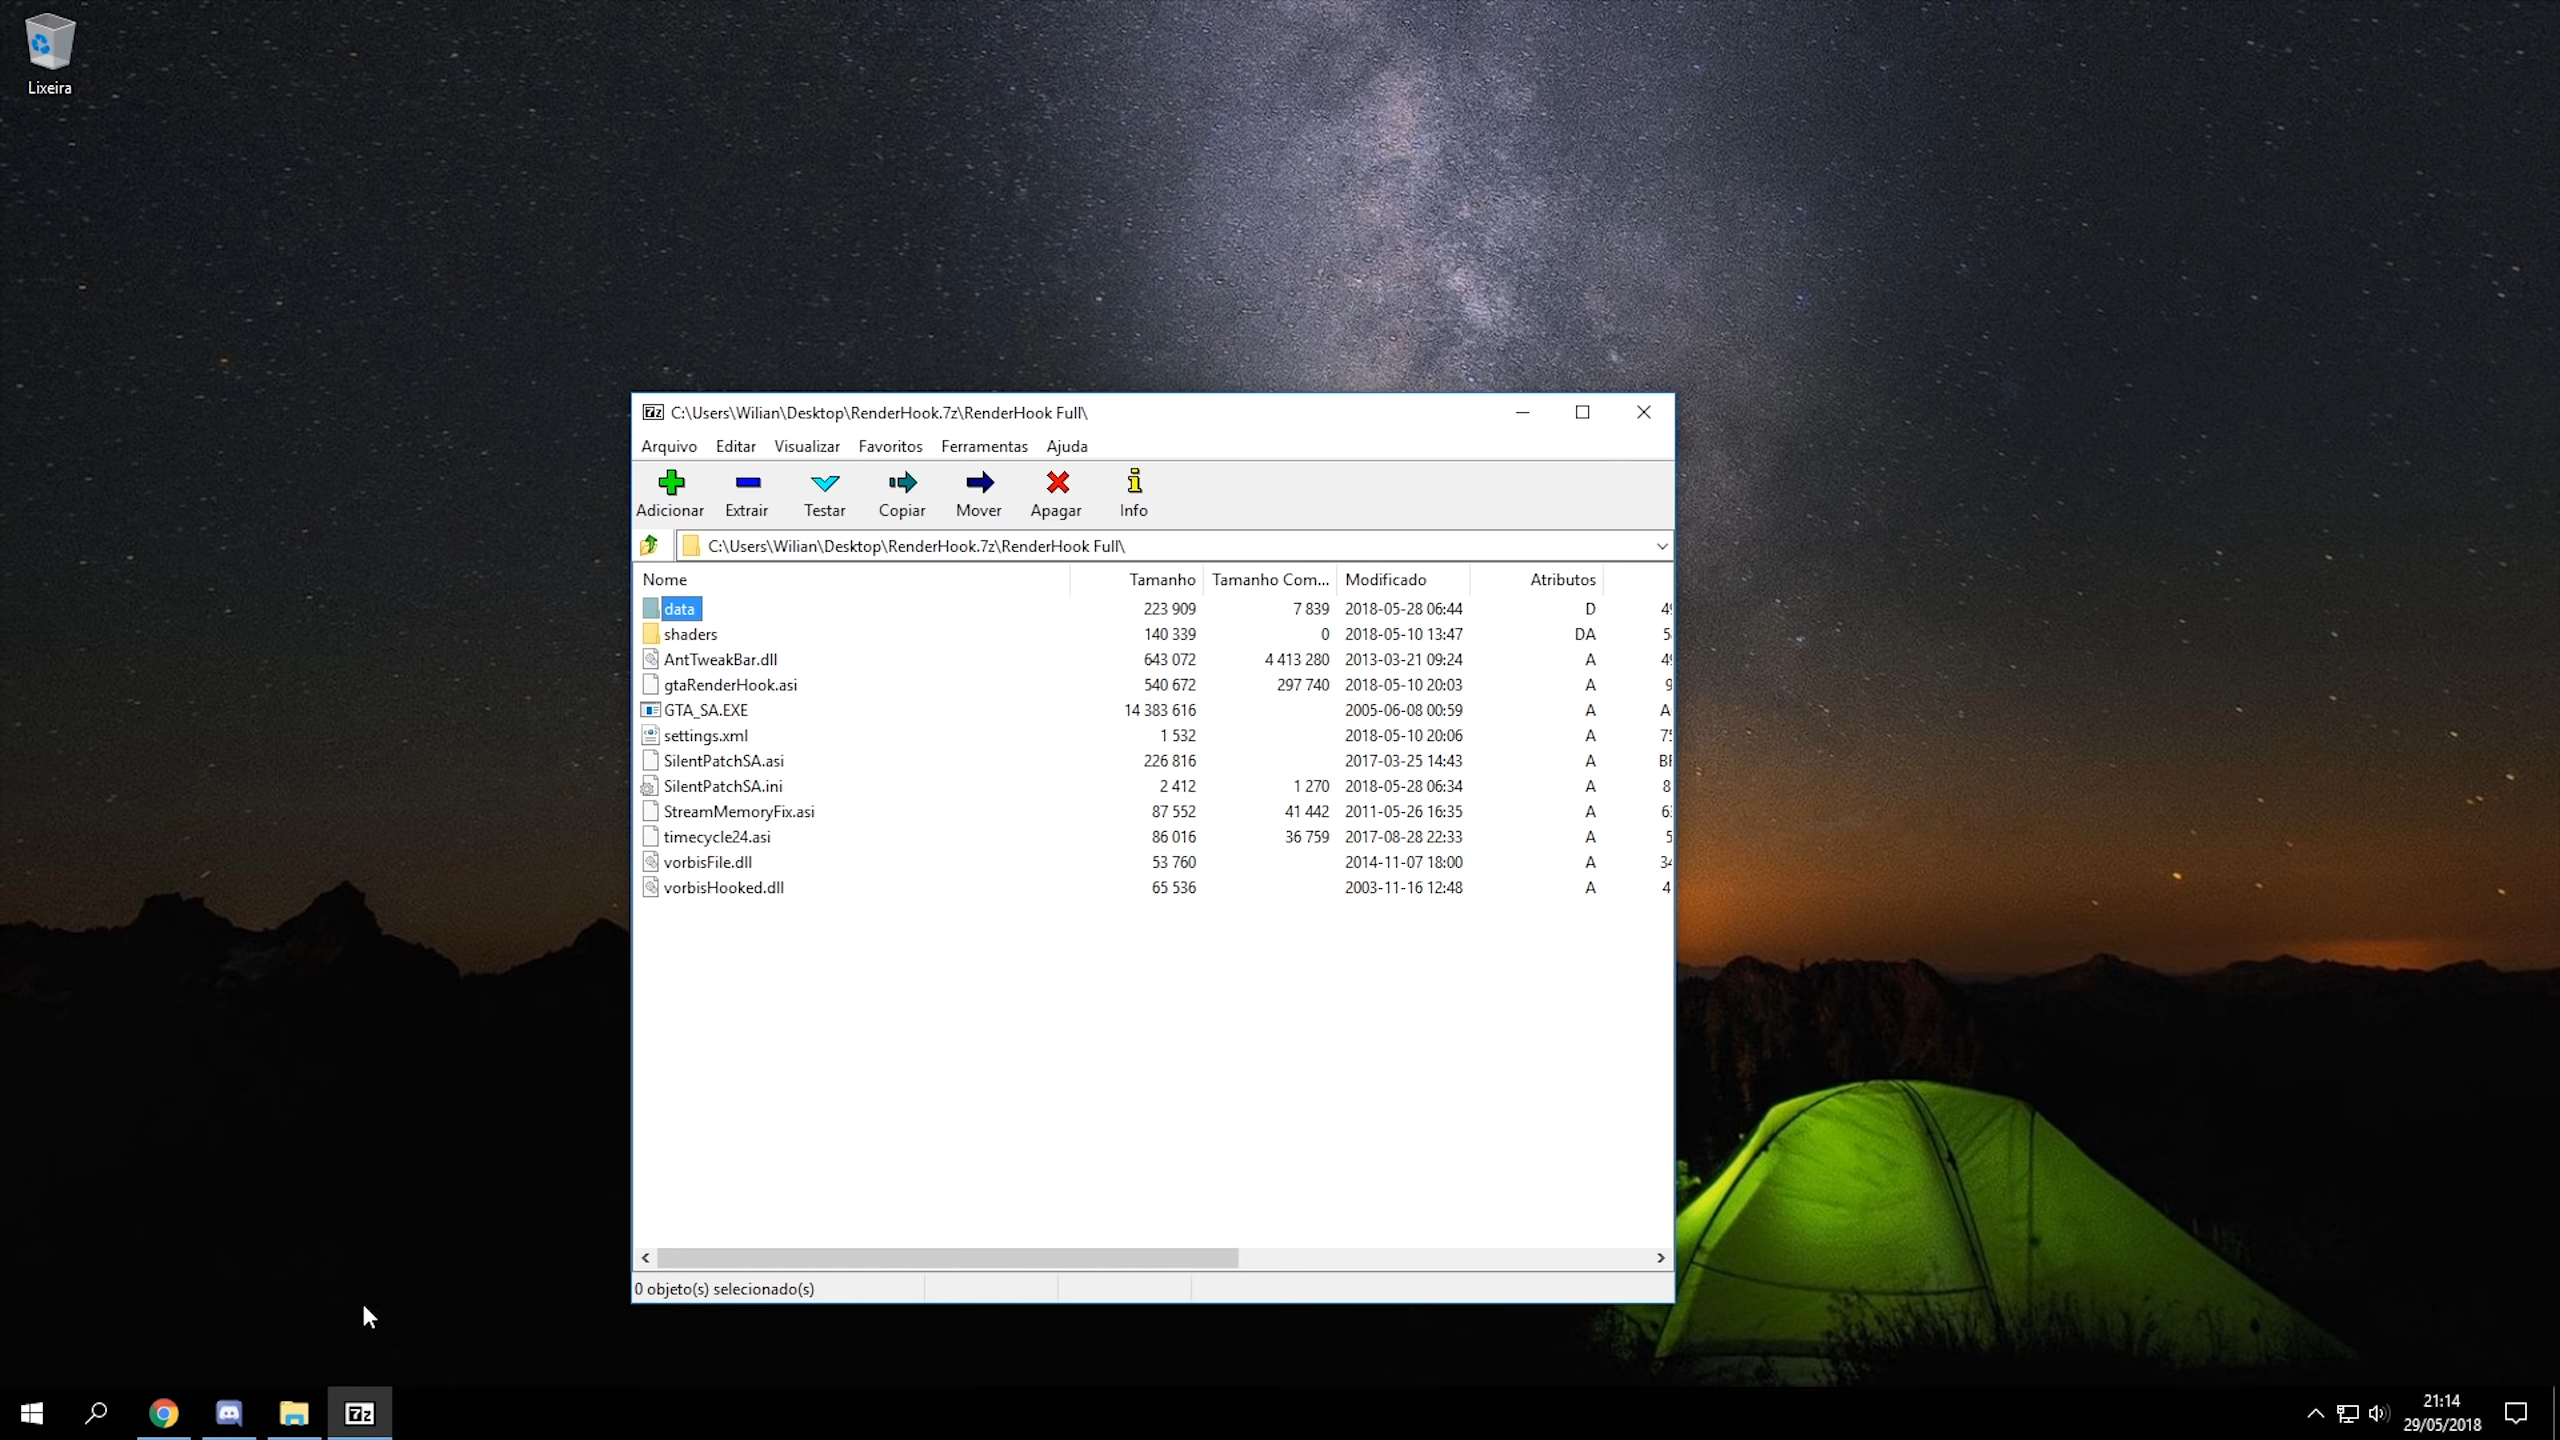 Lixeira
7z C:\Users\Wilian\Desktop\RenderHook.7z\RenderHook Full\
Arquivo Editar Visualizar Favoritos Ferramentas Ajuda
Adicionar Extrair Testar Copiar Mover Apagar Info
C:\Users\Wilian\Desktop\RenderHook.7z\RenderHook Full\
Nome Tamanho Tamanho Com... Modificado Atributos
data 223 909 7 839 2018-05-28 06:44 D
shaders 140 339 0 2018-05-10 13:47 DA
AntTweakBar.dll 643 072 4 413 280 2013-03-21 09:24 A
gtaRenderHook.asi 540 672 297 740 2018-05-10 20:03 A 9
GTA_SA.EXE 14 383 616 2005-06-08 00:59 A A
settings.xml 1 532 2018-05-10 20:06 A
SilentPatchSA.asi 226 816 2017-03-25 14:43 A
SilentPatchSA.ini 2 412 1 270 2018-05-28 06:34 A 8
StreamMemoryFix.asi 87 552 41 442 2011-05-26 16:35 A
timecycle24.asi 86 016 36 759 2017-08-28 22:33 A 5
vorbisFile.dll 53 760 2014-11-07 18:00 A
vorbisHooked.dll 65 536 2003-11-16 12:48 A 4
0 objeto(s) selecionado(s)
7z
21:14
29/05/2018